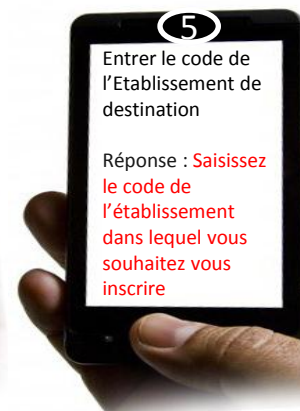 5
Entrer le code de
l’Etablissement de
destination
Réponse : Saisissez
le code de
l’établissement
dans lequel vous
souhaitez vous
inscrire